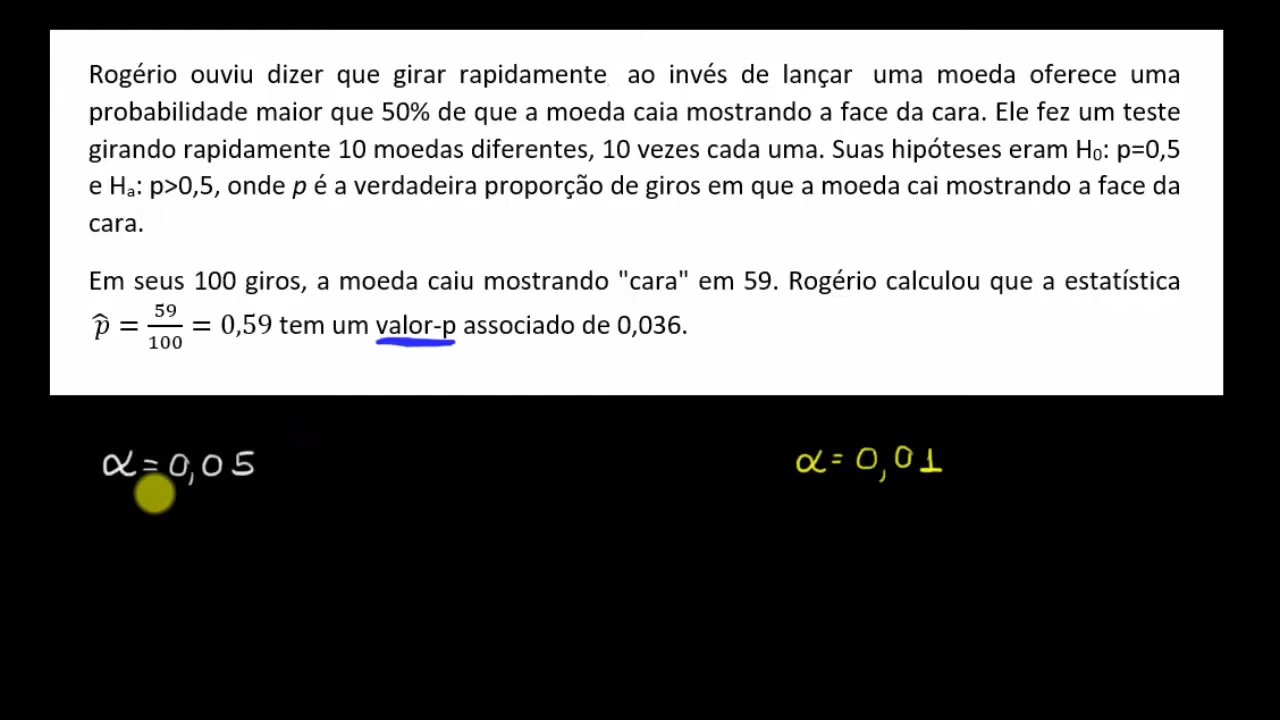 Rogério ouviu dizer que girar rapidamente ao invés de lançar uma moeda oferece uma
probabilidade maior que 50% de que a moeda caia mostrando a face da cara. Ele fez um teste
girando rapidamente 10 moedas diferentes, 10 vezes cada uma. Suas hipóteses eram H₀: p=0,5
e Hₐ: p>0,5, onde p é a verdadeira proporção de giros em que a moeda cai mostrando a face da
cara.
Em seus 100 giros, a moeda caiu mostrando "cara" em 59. Rogério calculou que a estatística
p̂ = 59/100 = 0,59 tem um valor-p associado de 0,036.
α = 0,05
α = 0,01